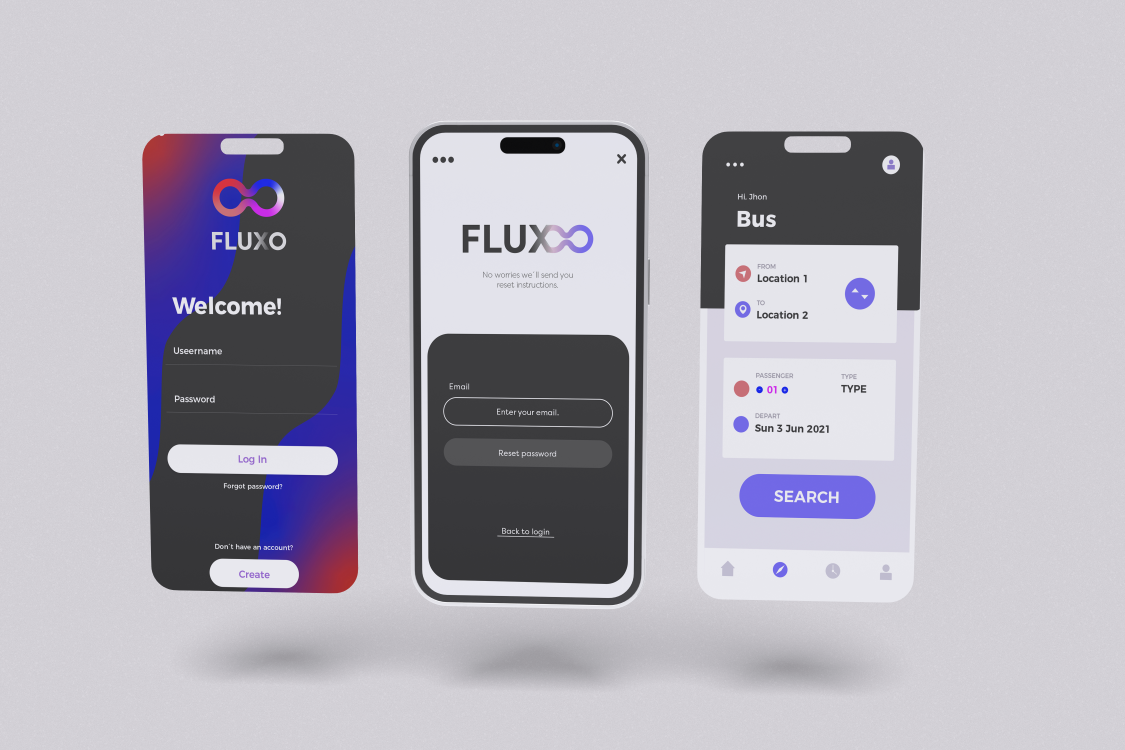 FLUXO
Welcome!
Useername
Password
Log In
Forgot password?
Don't have an account?
Create
FLUX
No worries we'll send you
reset instructions.
Email
Enter your email.
Reset password
Back to login
Hi, Jhon
Bus
FROM
Location 1
TO
Location 2
PASSENGER
01
TYPE
TYPE
DEPART
Sun 3 Jun 2021
SEARCH